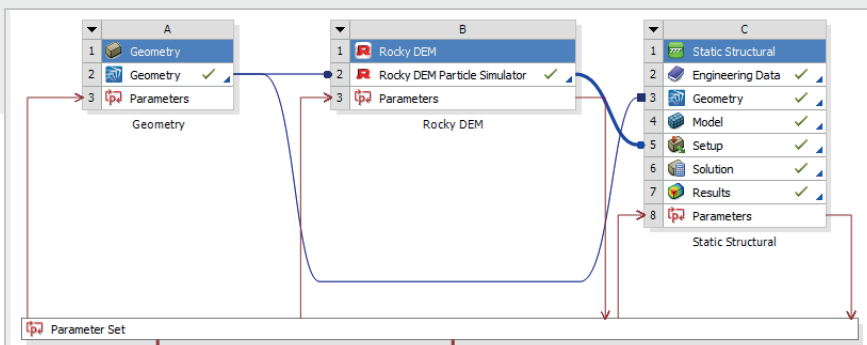 A
1 Geometry
2 Geometry
3 Parameters
Geometry
B
1 Rocky DEM
2 Rocky DEM Particle Simulator
3 Parameters
Rocky DEM
C
1 Static Structural
2 Engineering Data
3 Geometry
4 Model
5 Setup
6 Solution
7 Results
8 Parameters
Static Structural
Parameter Set